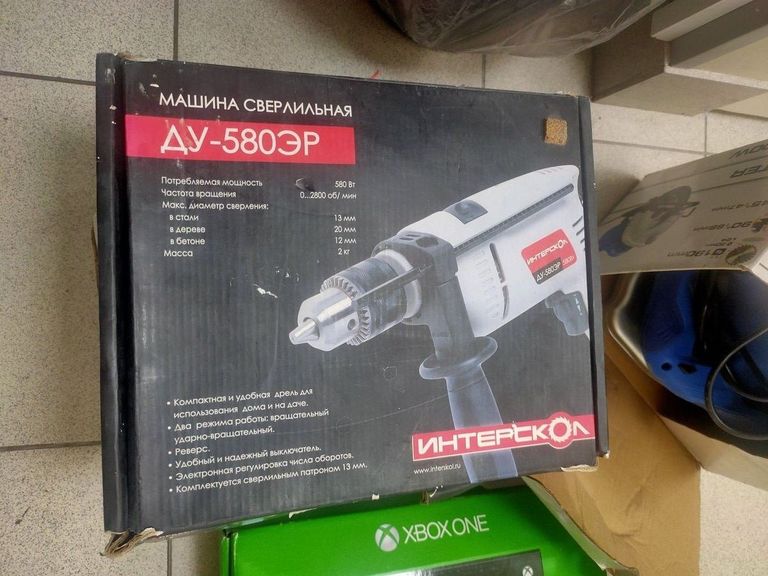 МАШИНА СВЕРЛИЛЬНАЯ
ДУ-580ЭР
Потребляемая мощность 580 Вт
Частота вращения 0...2800 об/ мин
Макс. диаметр сверления:
в стали 13 мм
в дереве 20 мм
в бетоне 12 мм
Масса 2 кг
ИНТЕРСКОЛ
ДУ-580ЭР 580Вт
• Компактная и удобная дрель для
использования дома и на даче.
• Два режима работы: вращательный
ударно-вращательный.
• Реверс.
• Удобный и надежный выключатель.
• Электронная регулировка числа оборотов.
• Комплектуется сверлильным патроном 13 мм.
ИНТЕРСКОЛ
www.interskol.ru
XBOX ONE